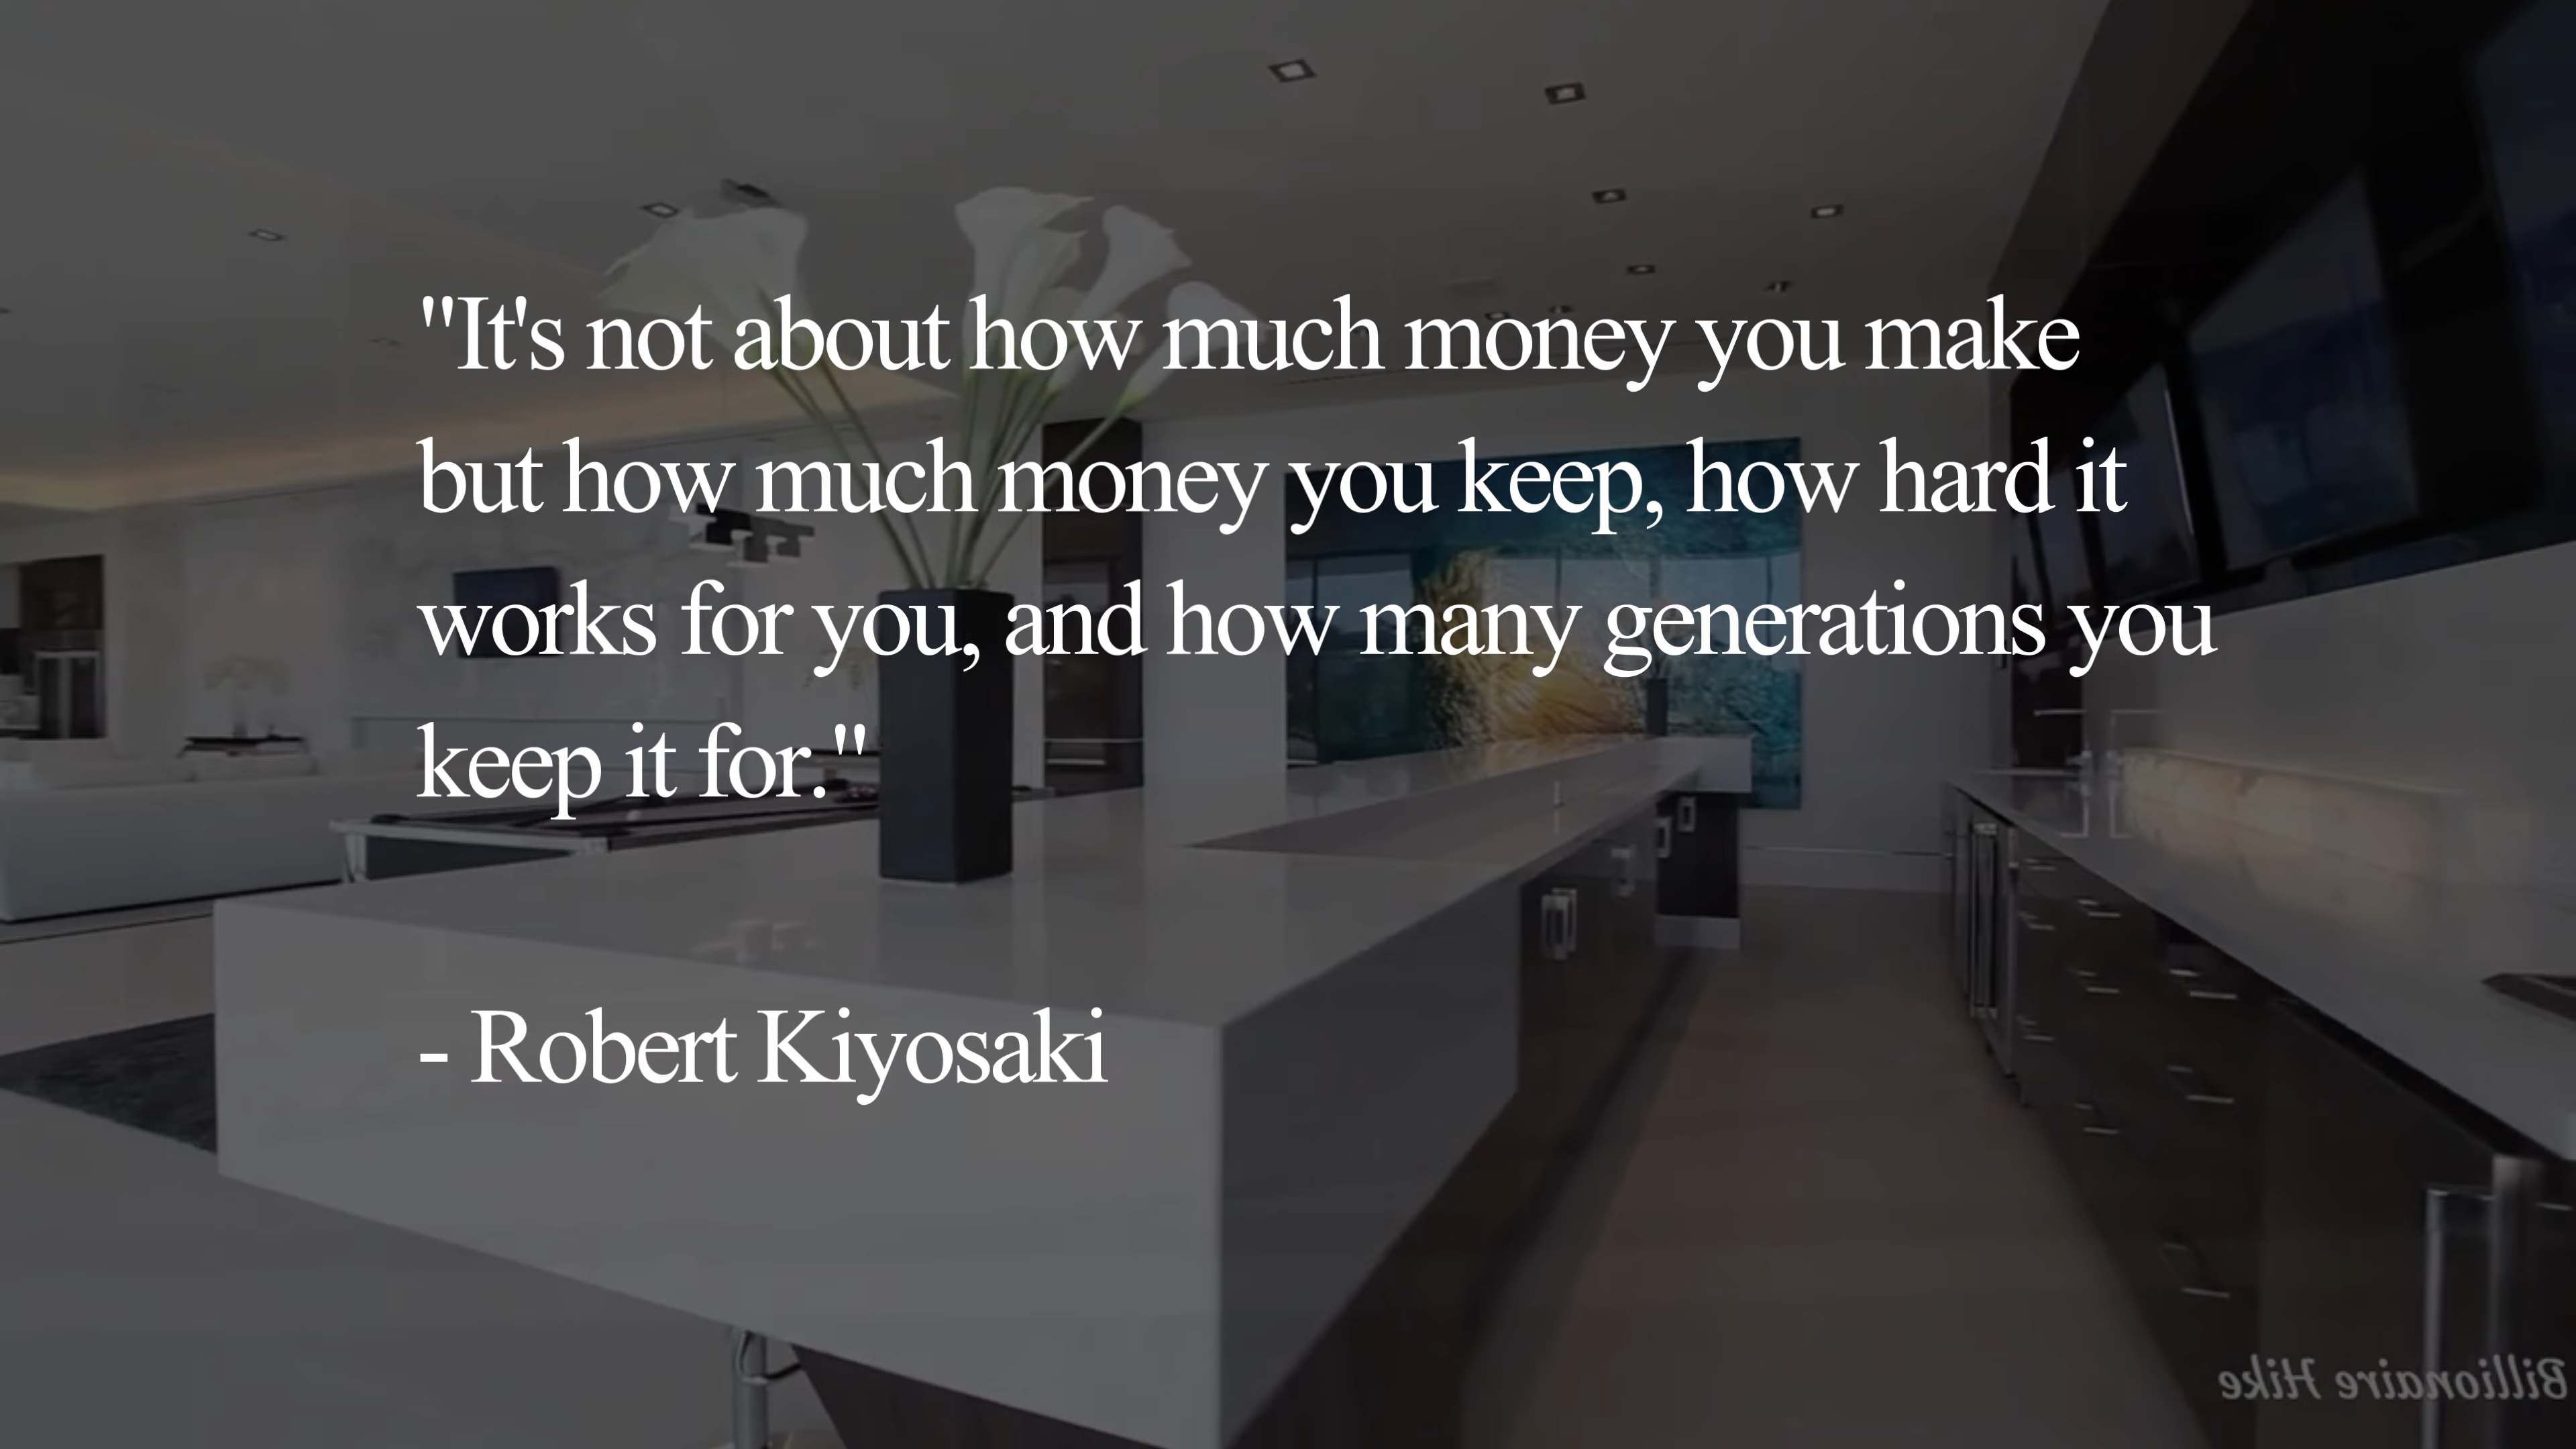 "It's not about how much money you make
but how much money you keep, how hard it
works for you, and how many generations you
keep it for."
- Robert Kiyosaki
Billionaire Hike